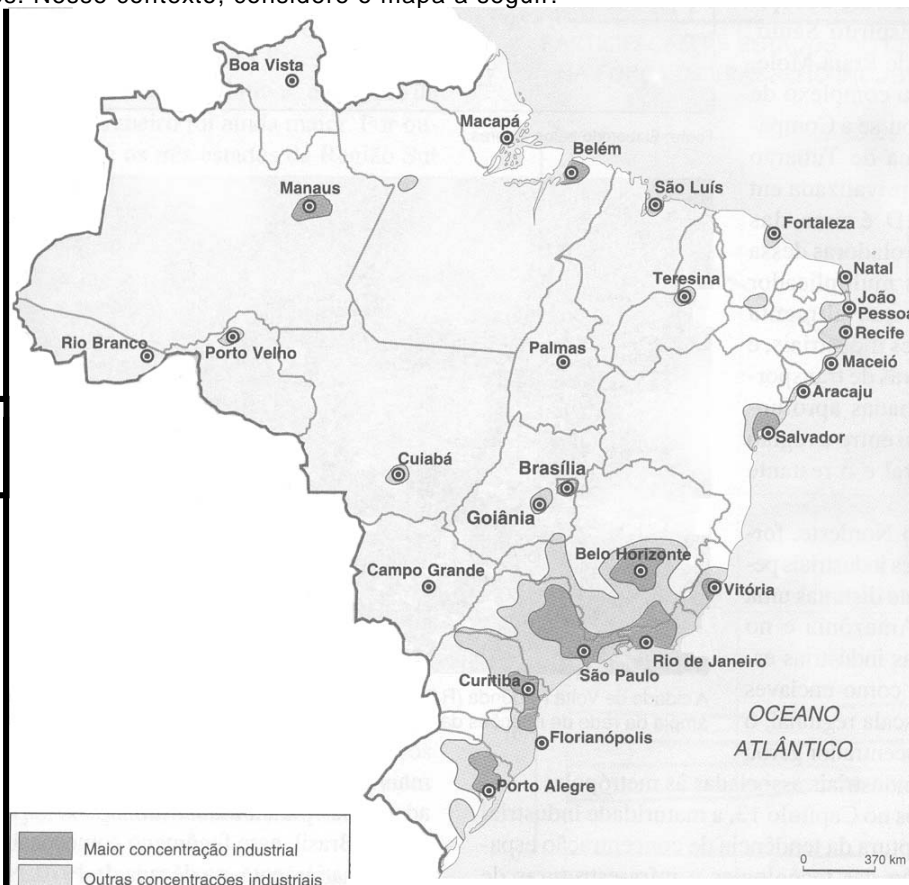 os. Nesse contexto, considere o mapa a seguir.
Boa Vista
Macapá
Belém
Manaus
São Luís
Fortaleza
Teresina
Natal
João
Pessoa
Recife
Rio Branco
Porto Velho
Palmas
Maceió
Aracaju
Salvador
Cuiabá
Brasília
Goiânia
Belo Horizonte
Campo Grande
Vitória
Rio de Janeiro
São Paulo
Curitiba
OCEANO
ATLÂNTICO
Florianópolis
Porto Alegre
Maior concentração industrial
Outras concentrações industriais
0 370 km